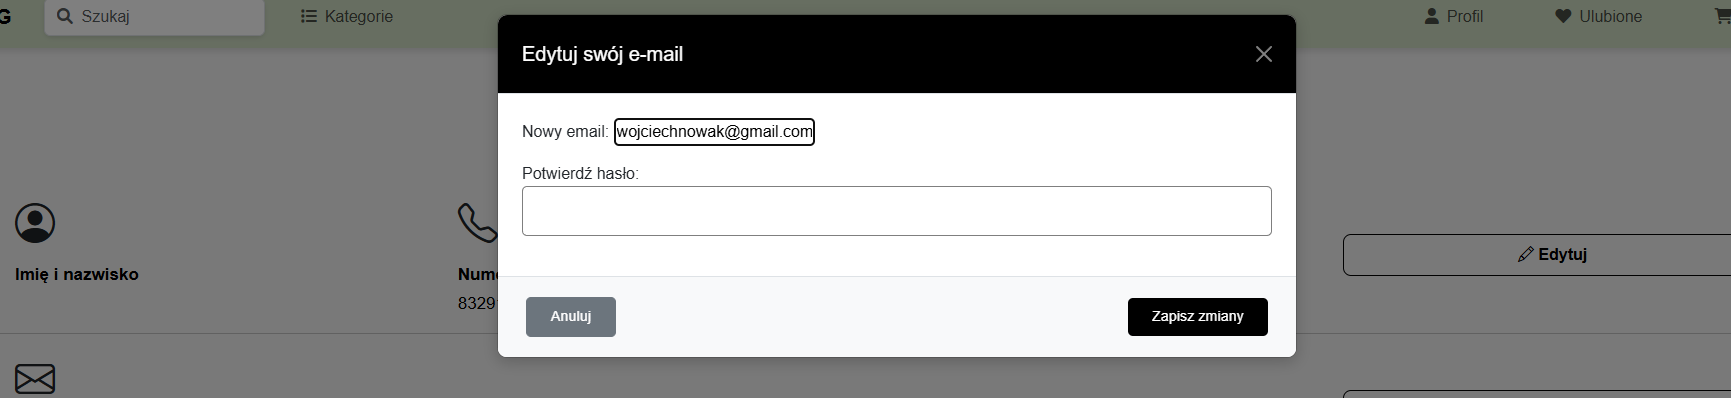 G Szukaj Kategorie Profil Ulubione
Edytuj swój e-mail
Nowy email: wojciechnowak@gmail.com
Potwierdź hasło:
Imię i nazwisko
Edytuj
8329
Anuluj Zapisz zmiany